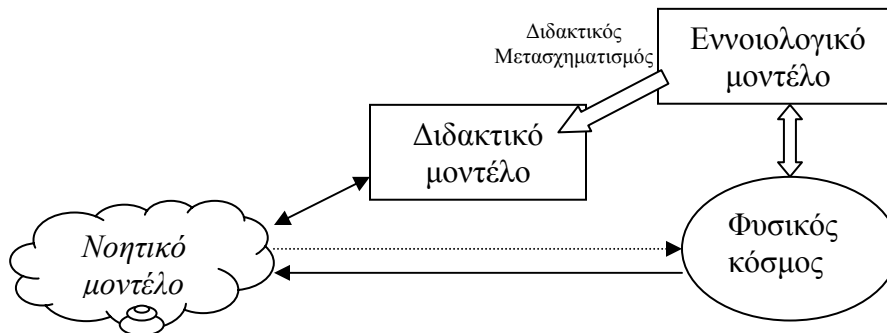 Διδακτικός
Μετασχηματισμός
Εννοιολογικό
μοντέλο
Διδακτικό
μοντέλο
Νοητικό
μοντέλο
Φυσικός
κόσμος